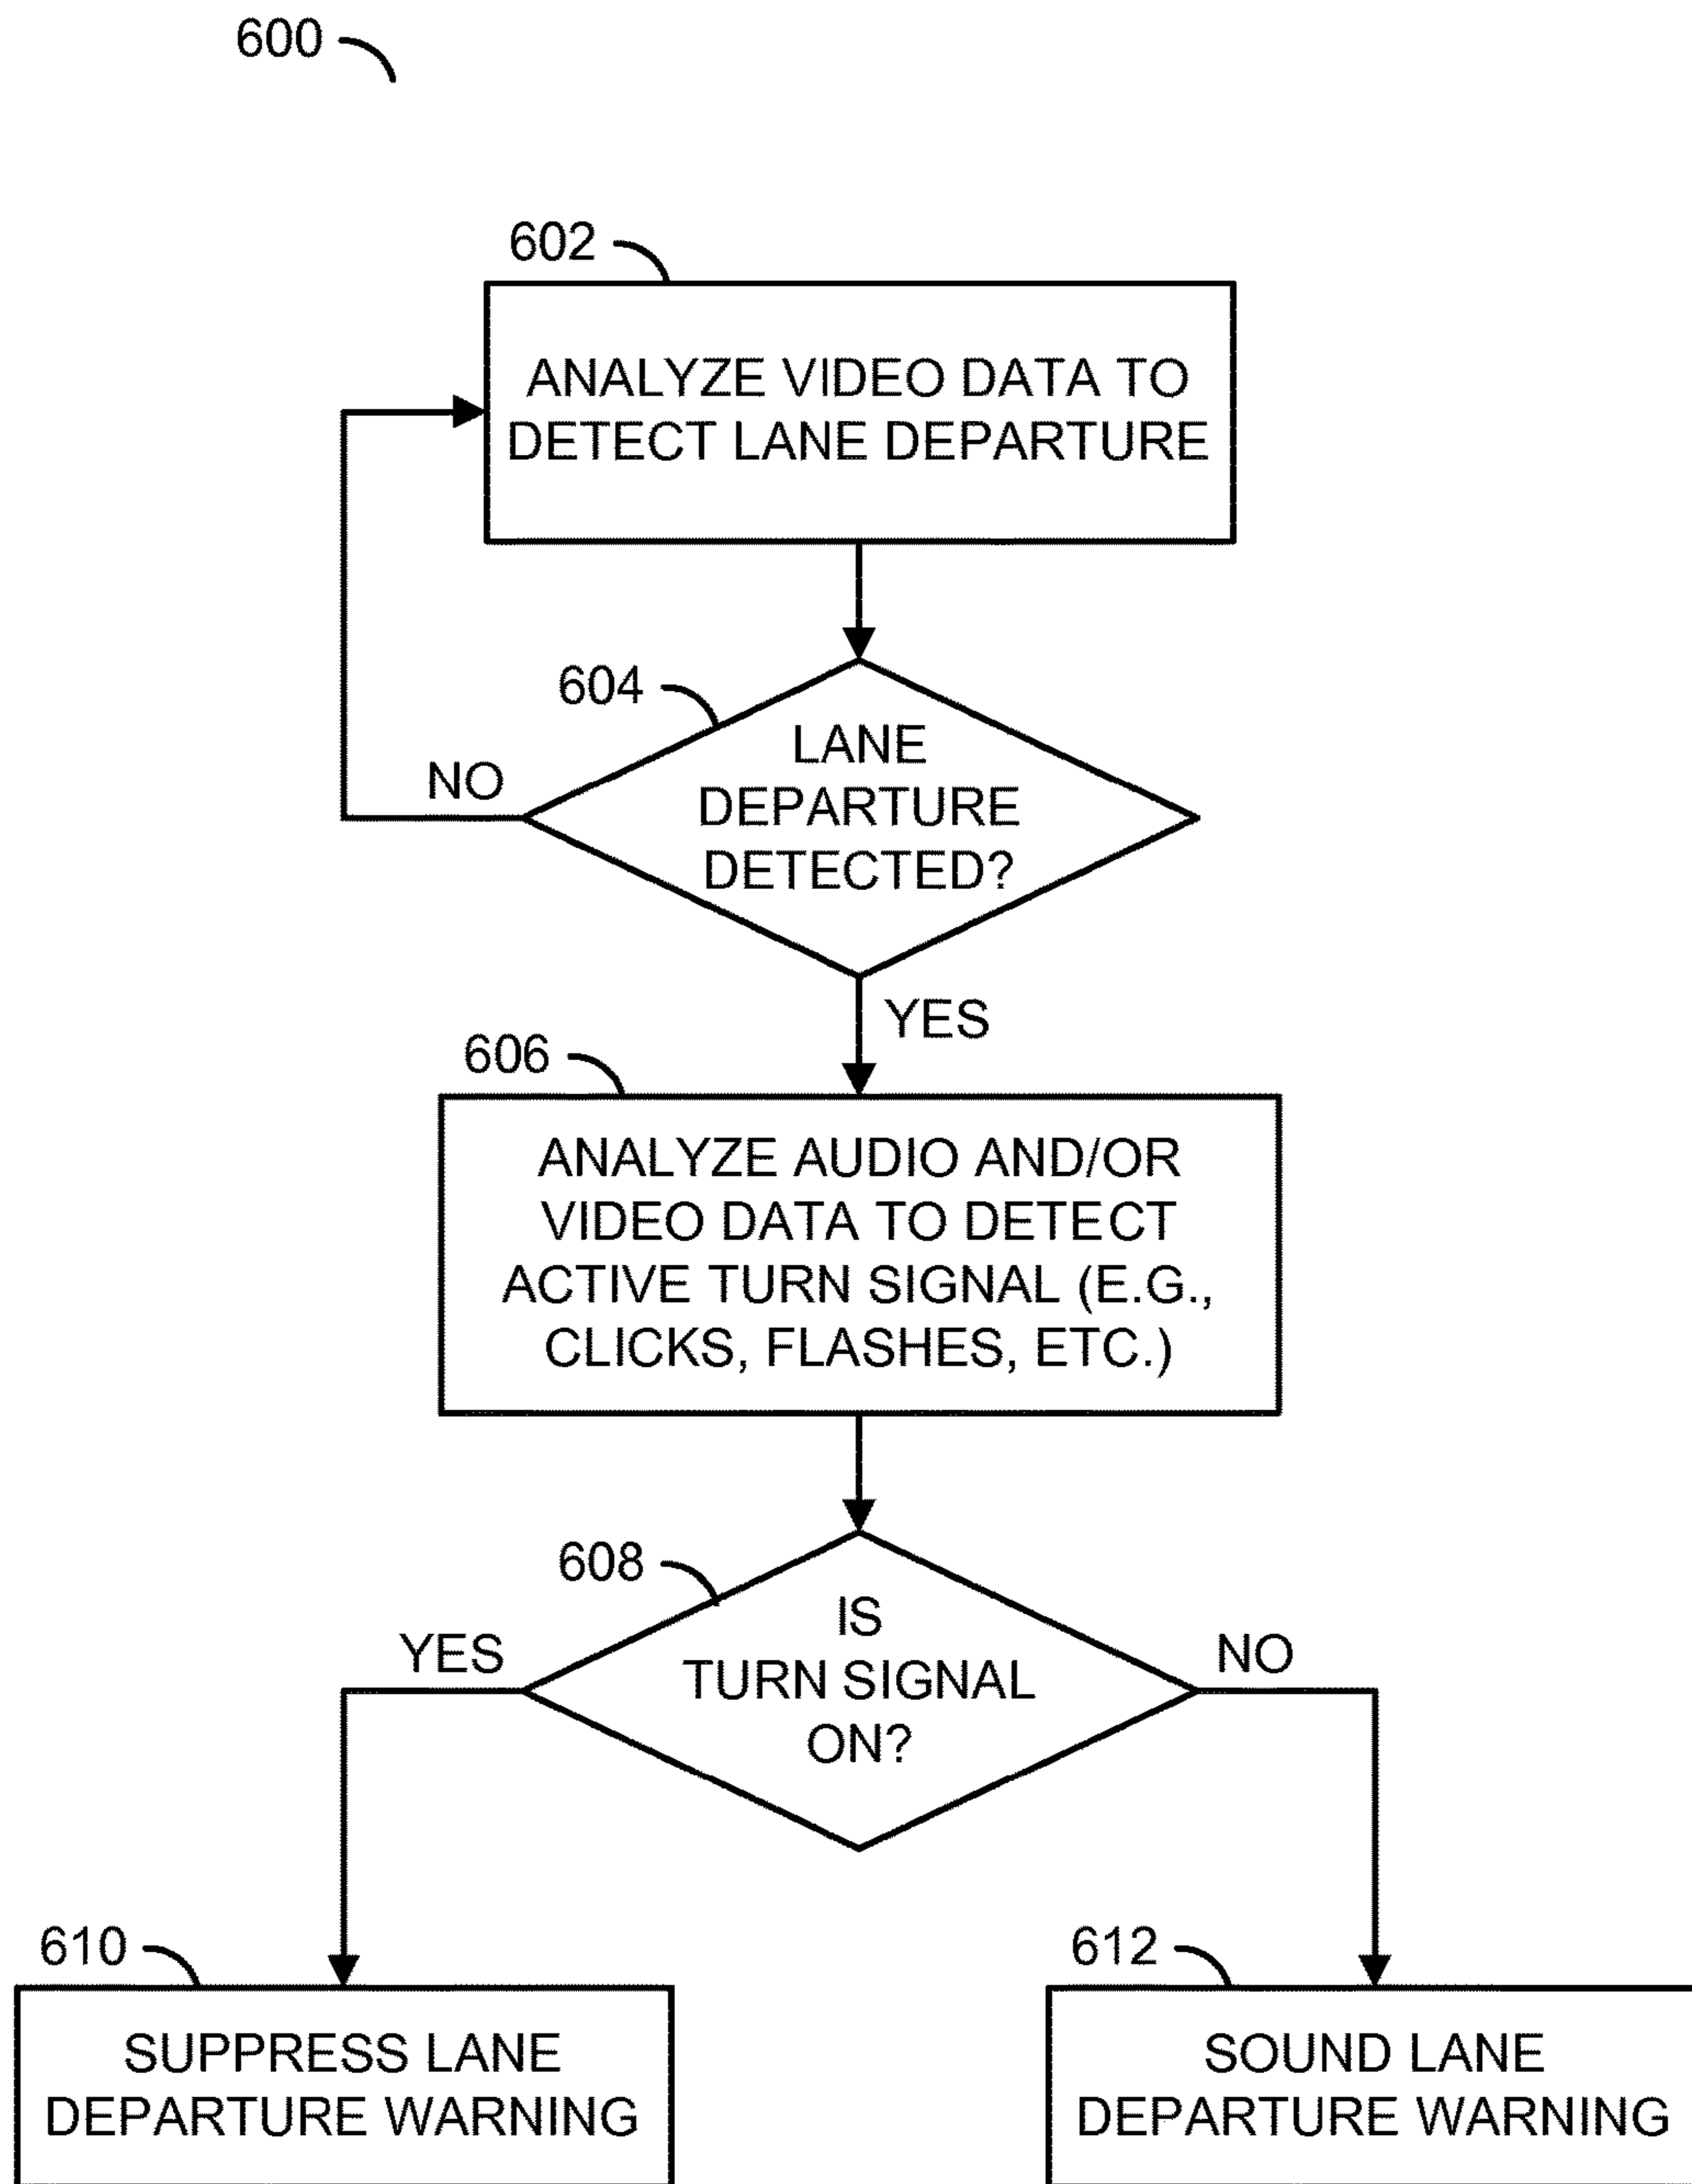 600
602
ANALYZE VIDEO DATA TO
DETECT LANE DEPARTURE
604
LANE
DEPARTURE
DETECTED?
NO
YES
606
ANALYZE AUDIO AND/OR
VIDEO DATA TO DETECT
ACTIVE TURN SIGNAL (E.G.,
CLICKS, FLASHES, ETC.)
608
IS
TURN SIGNAL
ON?
YES
NO
610
SUPPRESS LANE
DEPARTURE WARNING
612
SOUND LANE
DEPARTURE WARNING